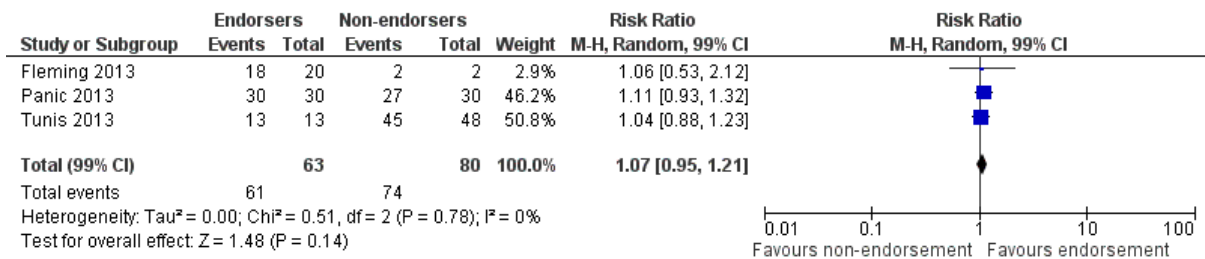 Endorsers Non-endorsers Risk Ratio Risk Ratio
Study or Subgroup Events Total Events Total Weight M-H, Random, 99% CI M-H, Random, 99% CI
Fleming 2013 18 20 2 2 2.9% 1.06 [0.53, 2.12]
Panic 2013 30 30 27 30 46.2% 1.11 [0.93, 1.32]
Tunis 2013 13 13 45 48 50.8% 1.04 [0.88, 1.23]
Total (99% CI) 63 80 100.0% 1.07 [0.95, 1.21]
Total events 61 74
Heterogeneity: Tau² = 0.00; Chi² = 0.51, df = 2 (P = 0.78); I² = 0%
Test for overall effect: Z = 1.48 (P = 0.14)
0.01 0.1 1 10 100
Favours non-endorsement Favours endorsement